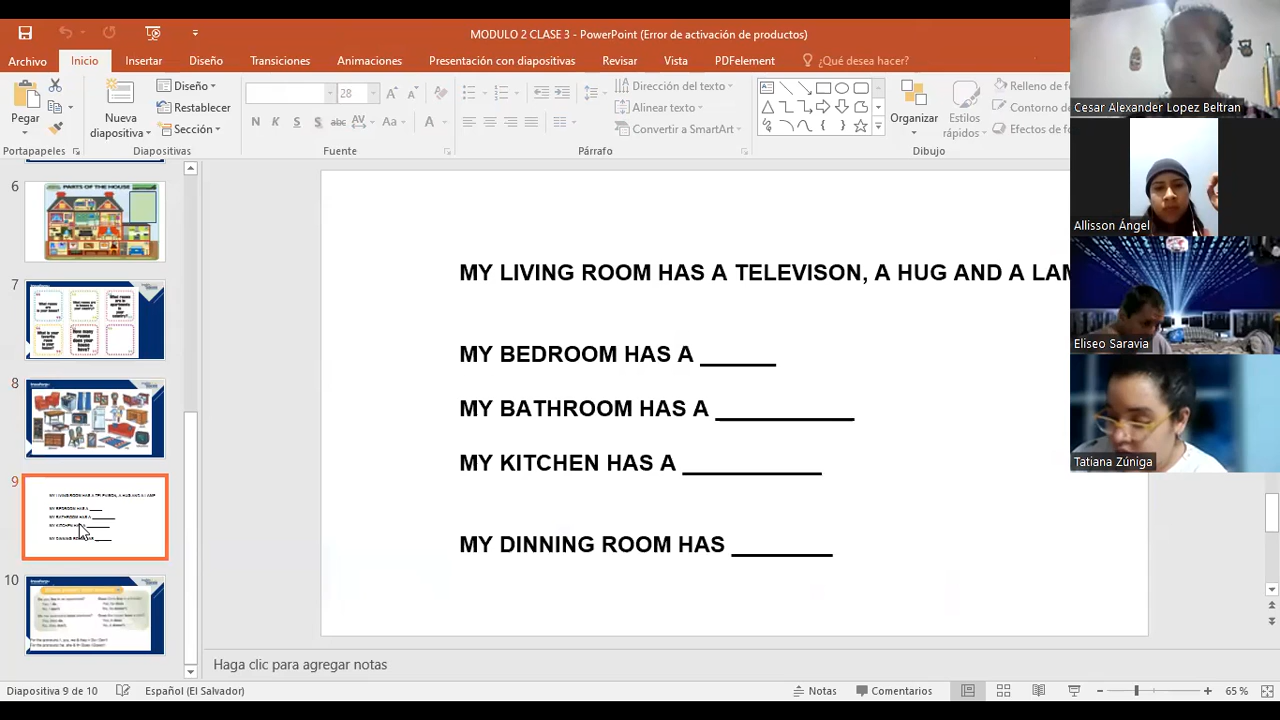 MODULO 2 CLASE 3 - PowerPoint (Error de activación de productos)
Archivo Inicio Insertar Diseño Transiciones Animaciones Presentación con diapositivas Revisar Vista PDFelement ¿Qué desea hacer?
Pegar
Portapapeles
Nueva diapositiva
Diseño
Restablecer
Sección
Diapositivas
28
N K S abc AV Aa A
Fuente
Dirección del texto
Alinear texto
Convertir a SmartArt
Párrafo
Organizar
Estilos rápidos
Contorno de
Efectos de fo
Dibujo
Cesar Alexander Lopez Beltran
Allisson Ángel
Eliseo Saravia
Tatiana Zúniga
6
PARTS OF THE HOUSE
7
8
9
10
MY LIVING ROOM HAS A TELEVISON, A HUG AND A LAM
MY BEDROOM HAS A ______
MY BATHROOM HAS A ___________
MY KITCHEN HAS A ___________
MY DINNING ROOM HAS ________
Haga clic para agregar notas
Diapositiva 9 de 10 Español (El Salvador) Notas Comentarios 65 %